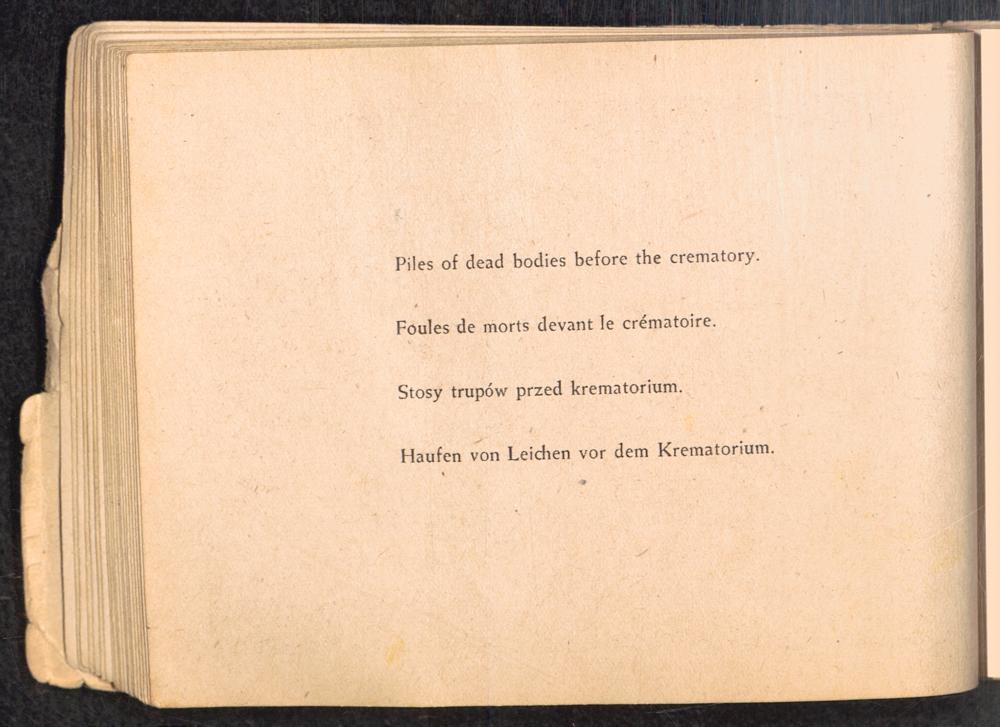 Piles of dead bodies before the crematory.
Foules de morts devant le crématoire.
Stosy trupów przed krematorium.
Haufen von Leichen vor dem Krematorium.